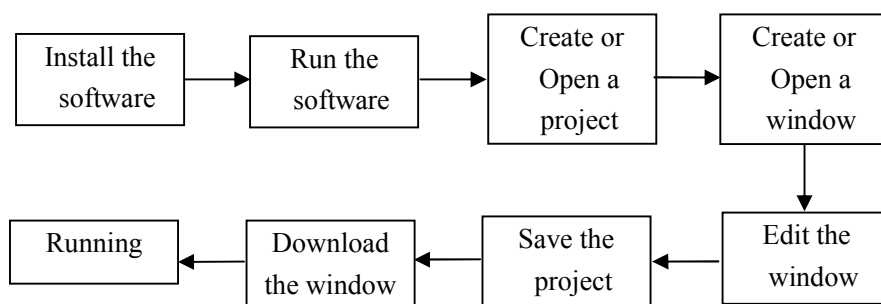 Install the
software
Run the
software
Create or
Open a
project
Create or
Open a
window
Edit the
window
Save the
project
Download
the window
Running